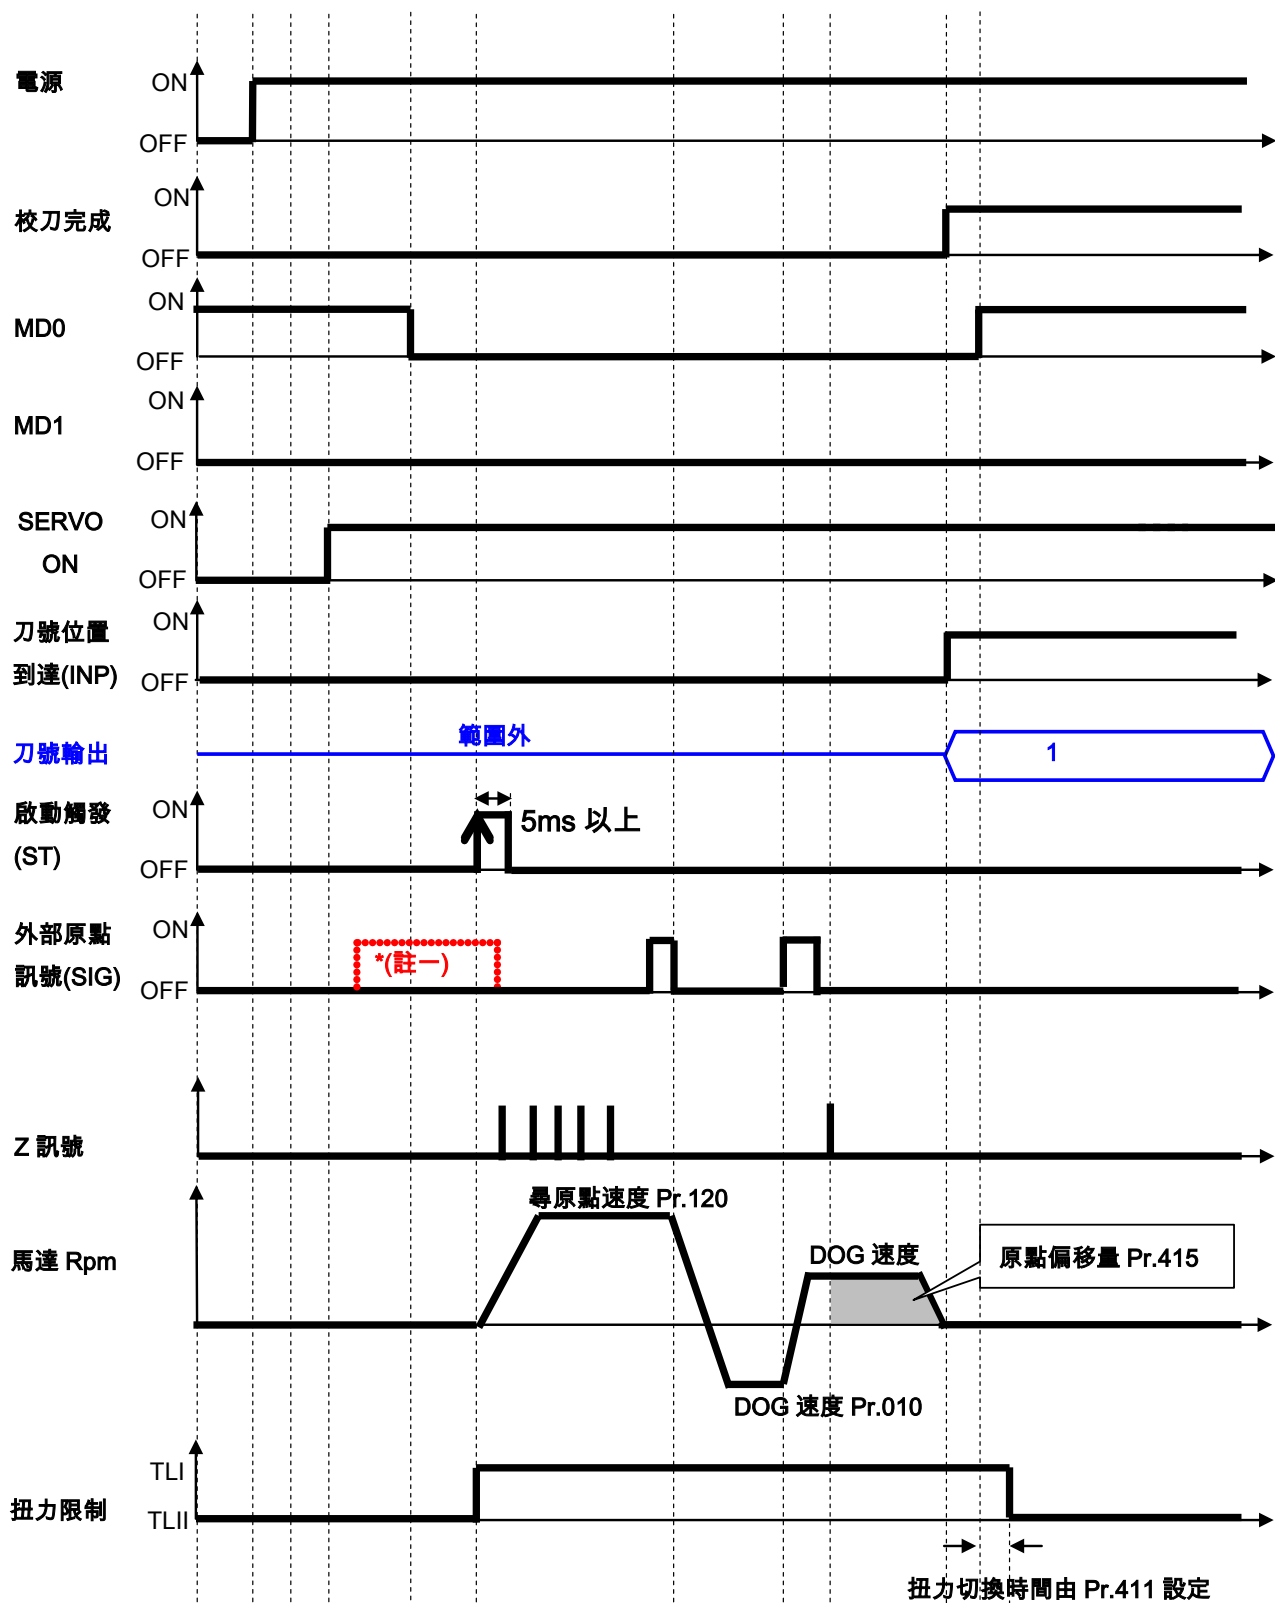 電源
ON
OFF
校刀完成
ON
OFF
MD0
ON
OFF
MD1
ON
OFF
SERVO
ON
ON
OFF
刀號位置
到達(INP)
ON
OFF
刀號輸出
範圍外
1
啟動觸發
(ST)
ON
OFF
5ms 以上
外部原點
訊號(SIG)
ON
OFF
*(註一)
Z 訊號
馬達 Rpm
尋原點速度 Pr.120
DOG 速度
原點偏移量 Pr.415
DOG 速度 Pr.010
扭力限制
TLI
TLII
扭力切換時間由 Pr.411 設定